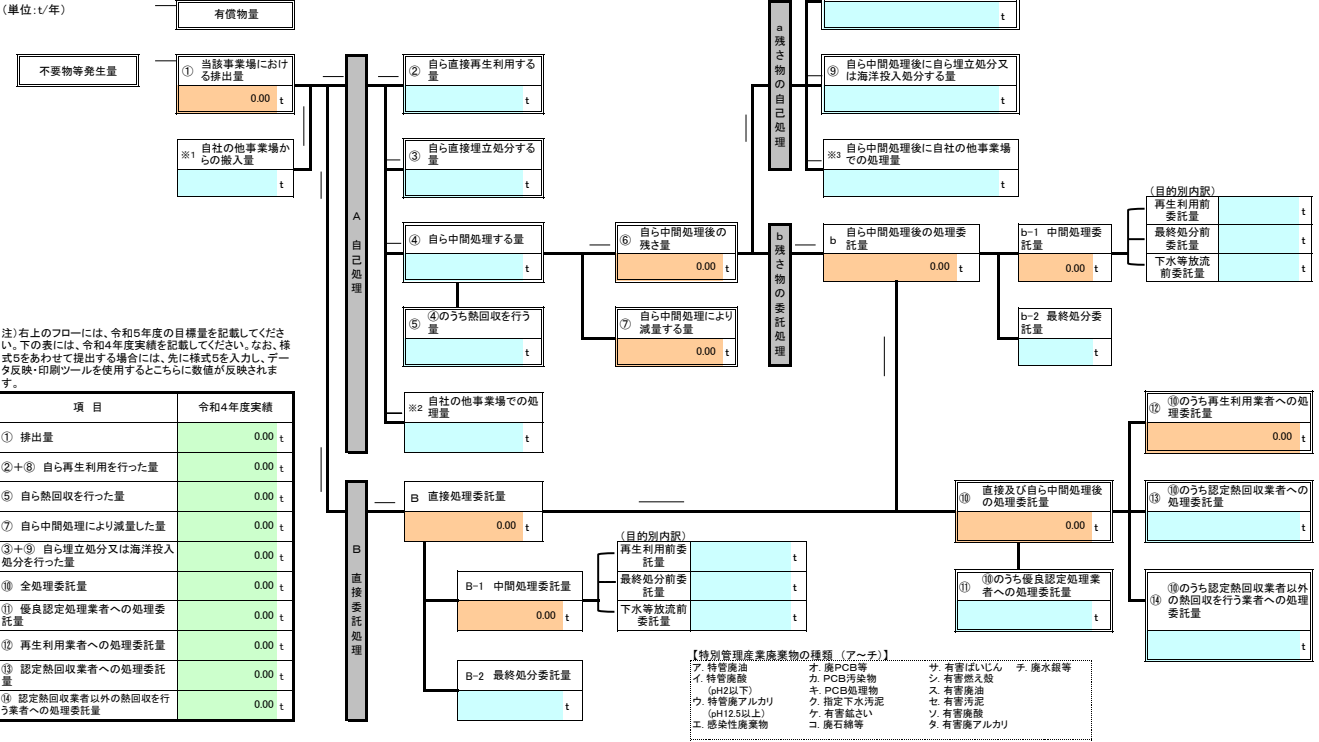 (単位:t/年)
有償物量
不要物等発生量
① 当該事業場におけ
る排出量
0.00 t
※1 自社の他事業場か
らの搬入量
t
A 自己処理
② 自ら直接再生利用する
量
t
③ 自ら直接埋立処分する
量
t
④ 自ら中間処理する量
t
⑤ ④のうち熱回収を行う
量
t
※2 自社の他事業場での処
理量
t
⑥ 自ら中間処理後の
残さ量
0.00 t
⑦ 自ら中間処理により
減量する量
0.00 t
a 残さ物の自己処理
t
⑨ 自ら中間処理後に自ら埋立処分又
は海洋投入処分する量
t
※3 自ら中間処理後に自社の他事業場
での処理量
t
b 残さ物の委託処理
b 自ら中間処理後の処理委
託量
0.00 t
b-1 中間処理委
託量
0.00 t
(目的別内訳)
再生利用前
委託量
t
最終処分前
委託量
t
下水等放流
前委託量
t
b-2 最終処分委
託量
t
注)右上のフローには、令和5年度の目標量を記載してくださ
い。下の表には、令和4年度実績を記載してください。なお、様
式5をあわせて提出する場合には、先に様式5を入力し、デー
タ反映・印刷ツールを使用するとこちらに数値が反映されま
す。
項 目 令和4年度実績
① 排出量 0.00 t
②+⑧ 自ら再生利用を行った量 0.00 t
⑤ 自ら熱回収を行った量 0.00 t
⑦ 自ら中間処理により減量した量 0.00 t
③+⑨ 自ら埋立処分又は海洋投入
処分を行った量 0.00 t
⑩ 全処理委託量 0.00 t
⑪ 優良認定処理業者への処理委
託量 0.00 t
⑫ 再生利用業者への処理委託量 0.00 t
⑬ 認定熱回収業者への処理委託
量 0.00 t
⑭ 認定熱回収業者以外の熱回収を行
う業者への処理委託量 0.00 t
B 直接委託処理
B 直接処理委託量
0.00 t
B-1 中間処理委託量
0.00 t
(目的別内訳)
再生利用前委
託量
t
最終処分前委
託量
t
下水等放流前
委託量
t
B-2 最終処分委託量
t
⑩ 直接及び自ら中間処理後
の処理委託量
0.00 t
⑪ ⑩のうち優良認定処理業
者への処理委託量
t
⑫ ⑩のうち再生利用業者への処
理委託量
0.00 t
⑬ ⑩のうち認定熱回収業者への
処理委託量
t
⑭ ⑩のうち認定熱回収業者以外
の熱回収を行う業者への処理
委託量
t
【特別管理産業廃棄物の種類 (ア~チ)】
ア. 特管廃油 オ. 廃PCB等 サ. 有害ばいじん チ. 廃水銀等
イ. 特管廃酸 カ. PCB汚染物 シ. 有害燃え殻
(pH2以下) キ. PCB処理物 ス. 有害廃油
ウ. 特管廃アルカリ ク. 指定下水汚泥 セ. 有害汚泥
(pH12.5以上) ケ. 有害鉱さい ソ. 有害廃酸
エ. 感染性廃棄物 コ. 廃石綿等 タ. 有害廃アルカリ